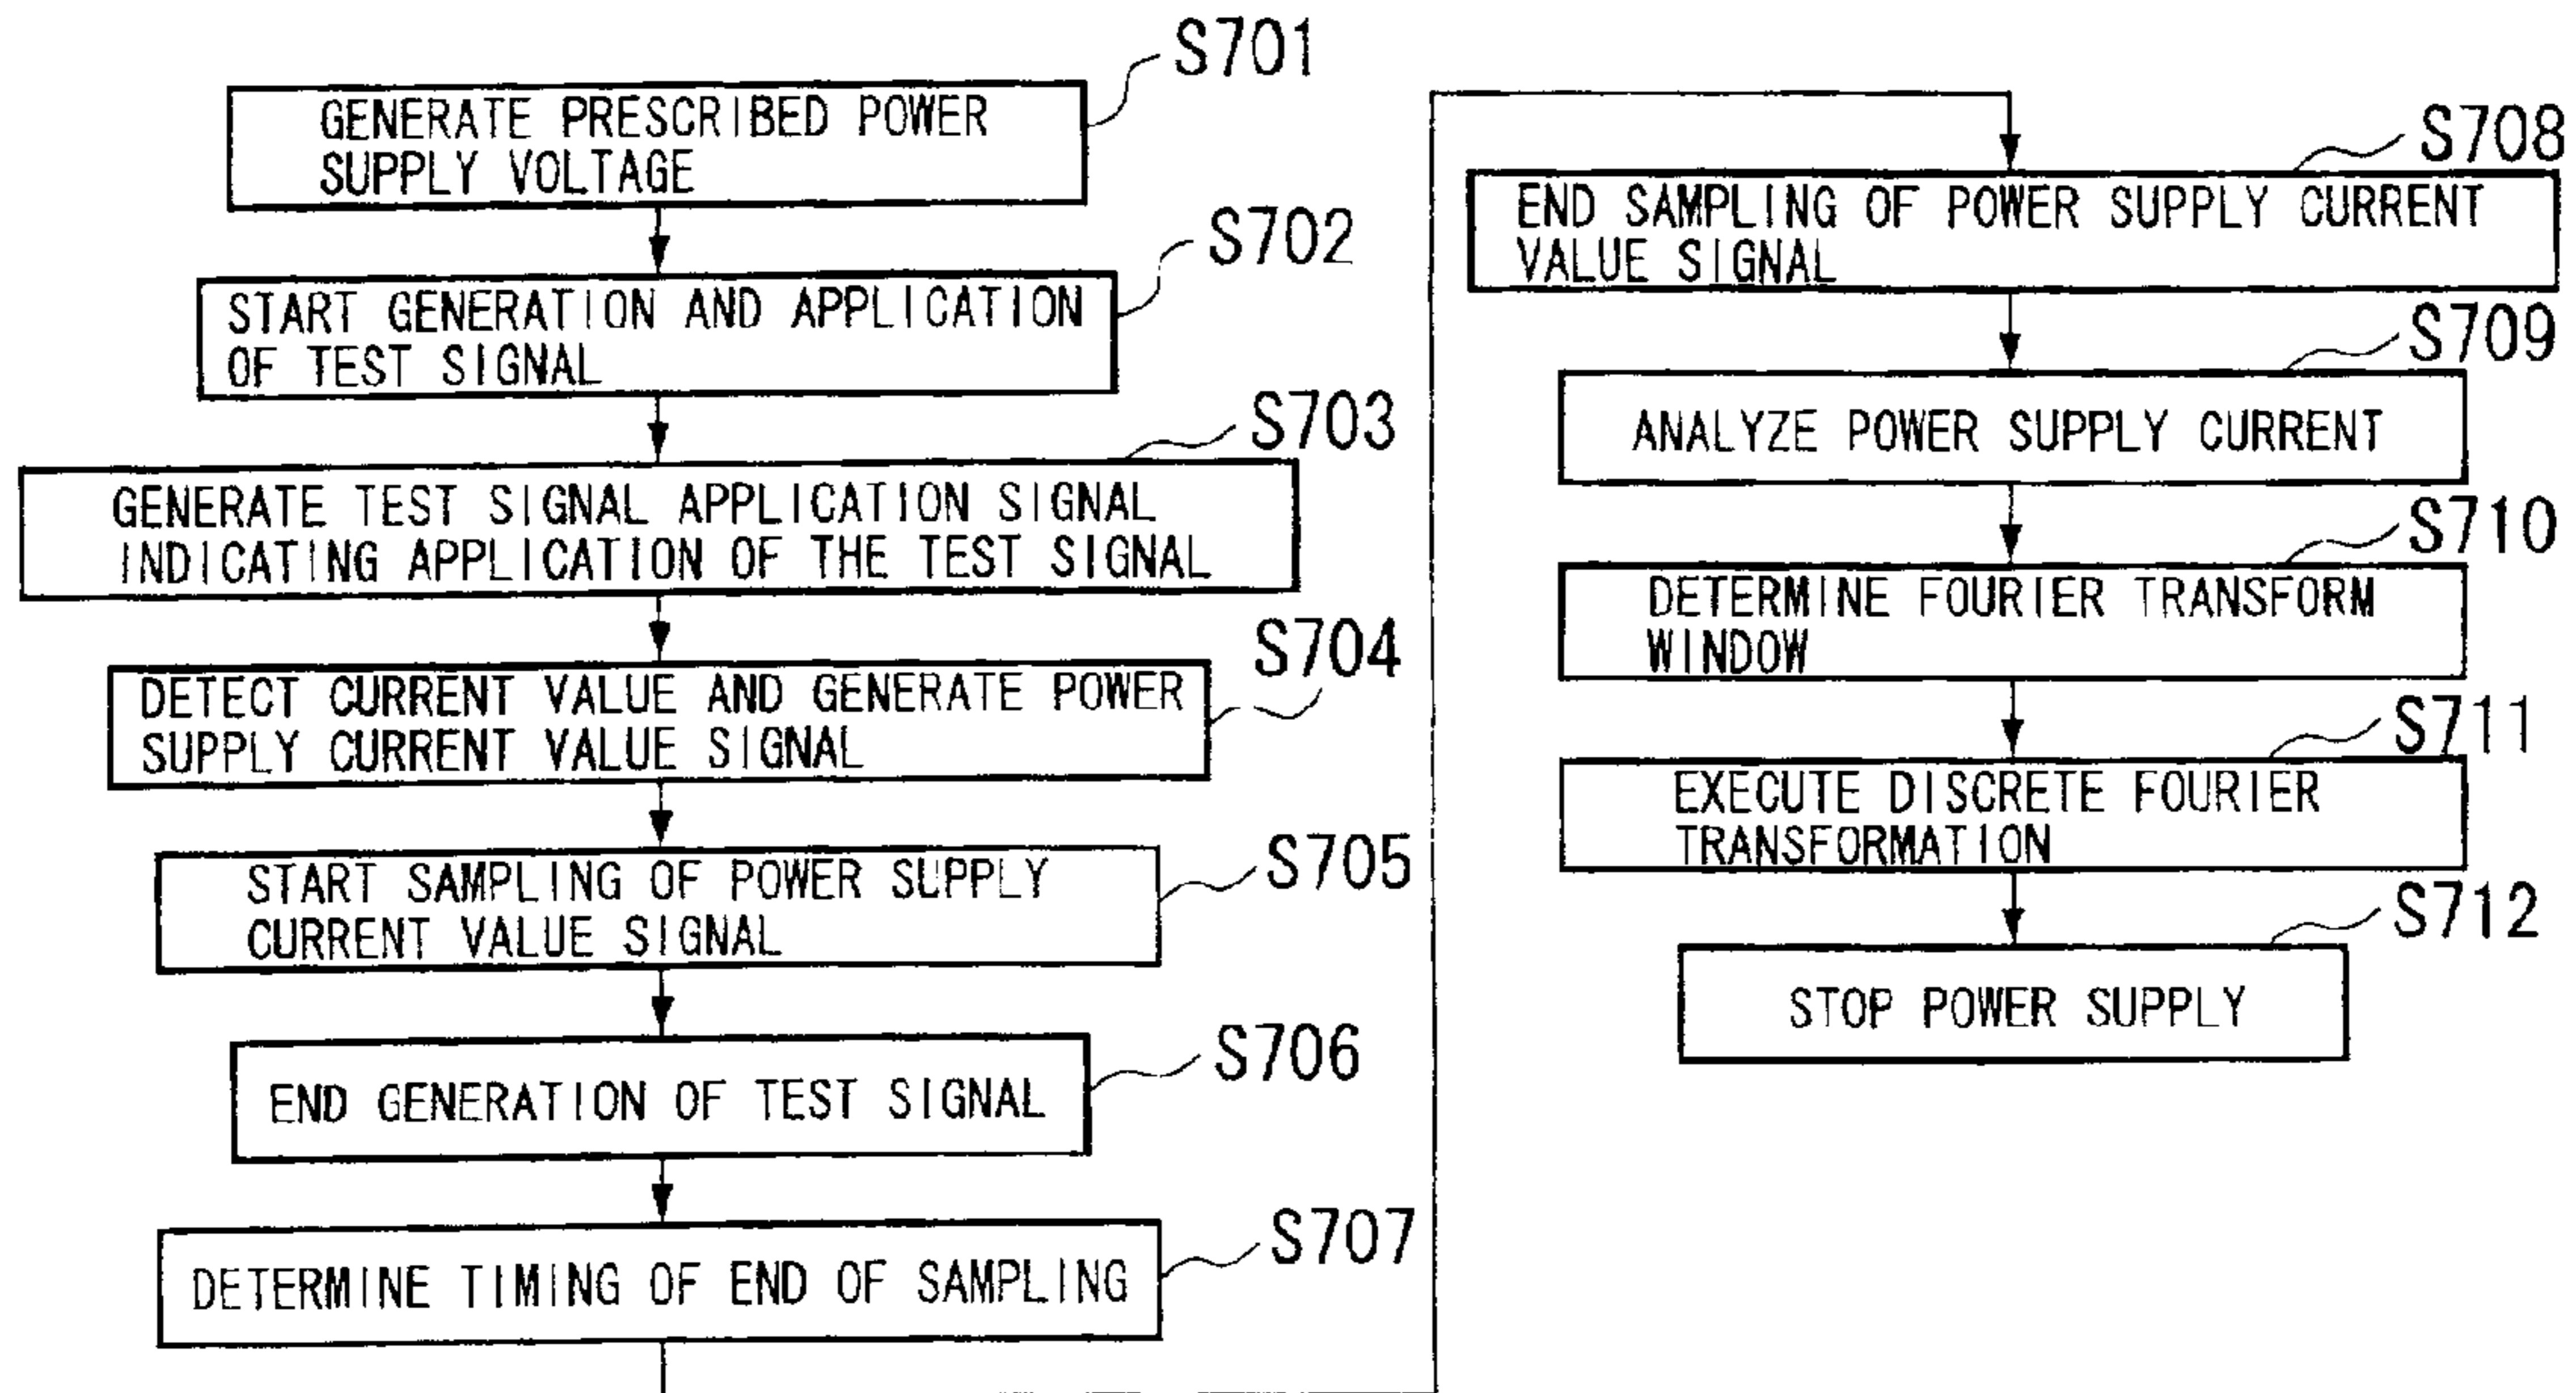 S701
GENERATE PRESCRIBED POWER
SUPPLY VOLTAGE
S702
START GENERATION AND APPLICATION
OF TEST SIGNAL
S703
GENERATE TEST SIGNAL APPLICATION SIGNAL
INDICATING APPLICATION OF THE TEST SIGNAL
S704
DETECT CURRENT VALUE AND GENERATE POWER
SUPPLY CURRENT VALUE SIGNAL
S705
START SAMPLING OF POWER SUPPLY
CURRENT VALUE SIGNAL
S706
END GENERATION OF TEST SIGNAL
S707
DETERMINE TIMING OF END OF SAMPLING
S708
END SAMPLING OF POWER SUPPLY CURRENT
VALUE SIGNAL
S709
ANALYZE POWER SUPPLY CURRENT
S710
DETERMINE FOURIER TRANSFORM
WINDOW
S711
EXECUTE DISCRETE FOURIER
TRANSFORMATION
S712
STOP POWER SUPPLY